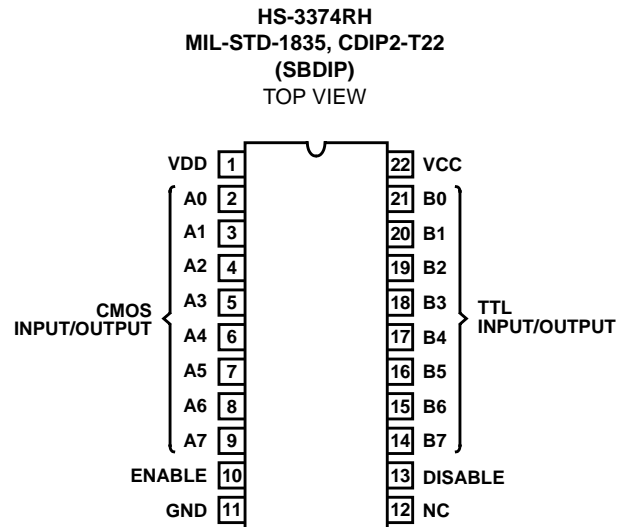 HS-3374RH
MIL-STD-1835, CDIP2-T22
(SBDIP)
TOP VIEW
VDD 1 22 VCC
A0 2 21 B0
A1 3 20 B1
A2 4 19 B2
A3 5 18 B3
CMOS
INPUT/OUTPUT
TTL
INPUT/OUTPUT
A4 6 17 B4
A5 7 16 B5
A6 8 15 B6
A7 9 14 B7
ENABLE 10 13 DISABLE
GND 11 12 NC